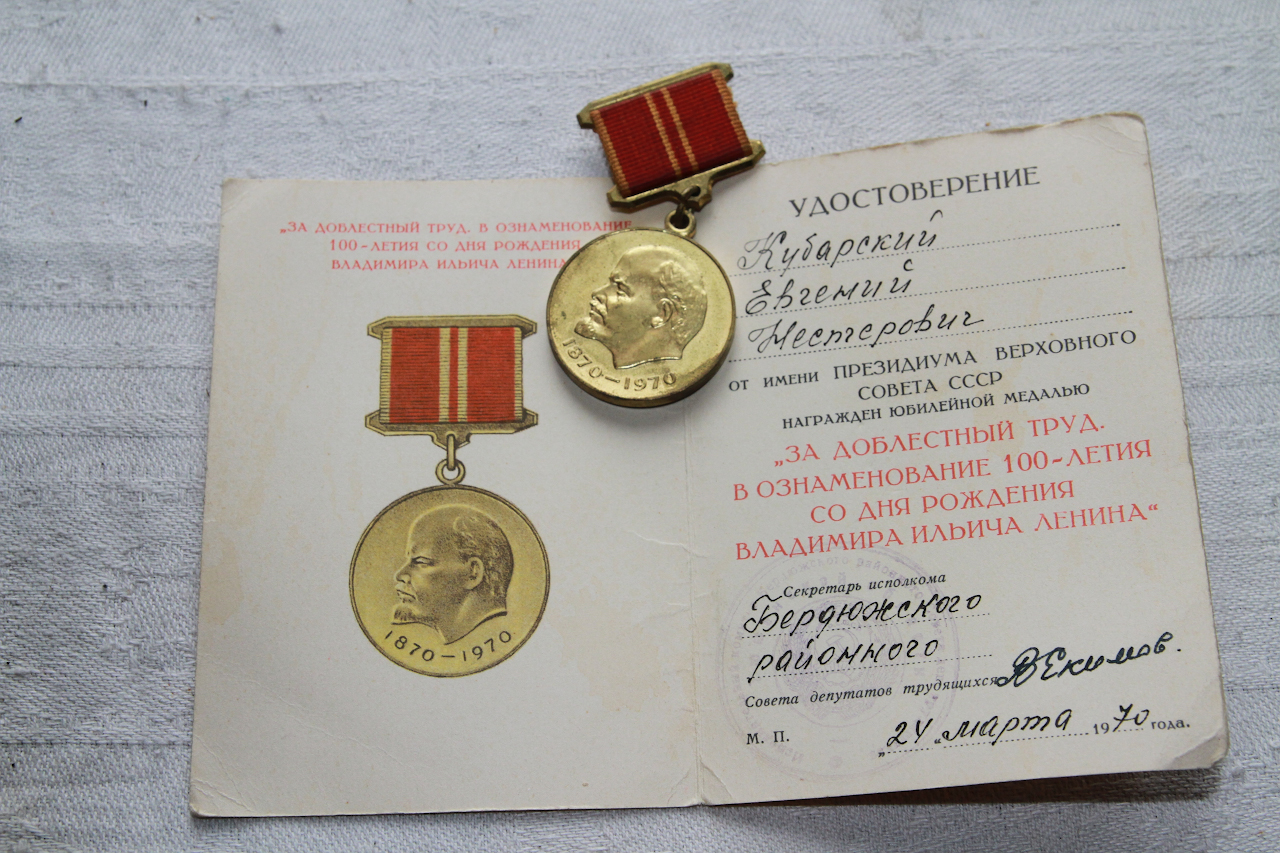 „ЗА ДОБЛЕСТНЫЙ ТРУД. В ОЗНАМЕНОВАНИЕ
100-ЛЕТИЯ СО ДНЯ РОЖДЕНИЯ
ВЛАДИМИРА ИЛЬИЧА ЛЕНИНА
1870–1970
1870–1970
УДОСТОВЕРЕНИЕ
Кубарский
Евгений
Нестерович
ОТ ИМЕНИ ПРЕЗИДИУМА ВЕРХОВНОГО
СОВЕТА СССР
НАГРАЖДЕН ЮБИЛЕЙНОЙ МЕДАЛЬЮ
„ЗА ДОБЛЕСТНЫЙ ТРУД.
В ОЗНАМЕНОВАНИЕ 100-ЛЕТИЯ
СО ДНЯ РОЖДЕНИЯ
ВЛАДИМИРА ИЛЬИЧА ЛЕНИНА“
Секретарь исполкома
Бердюжского
районного
Совета депутатов трудящихся ВЕкимов.
М. П. „24“ марта 1970 года.